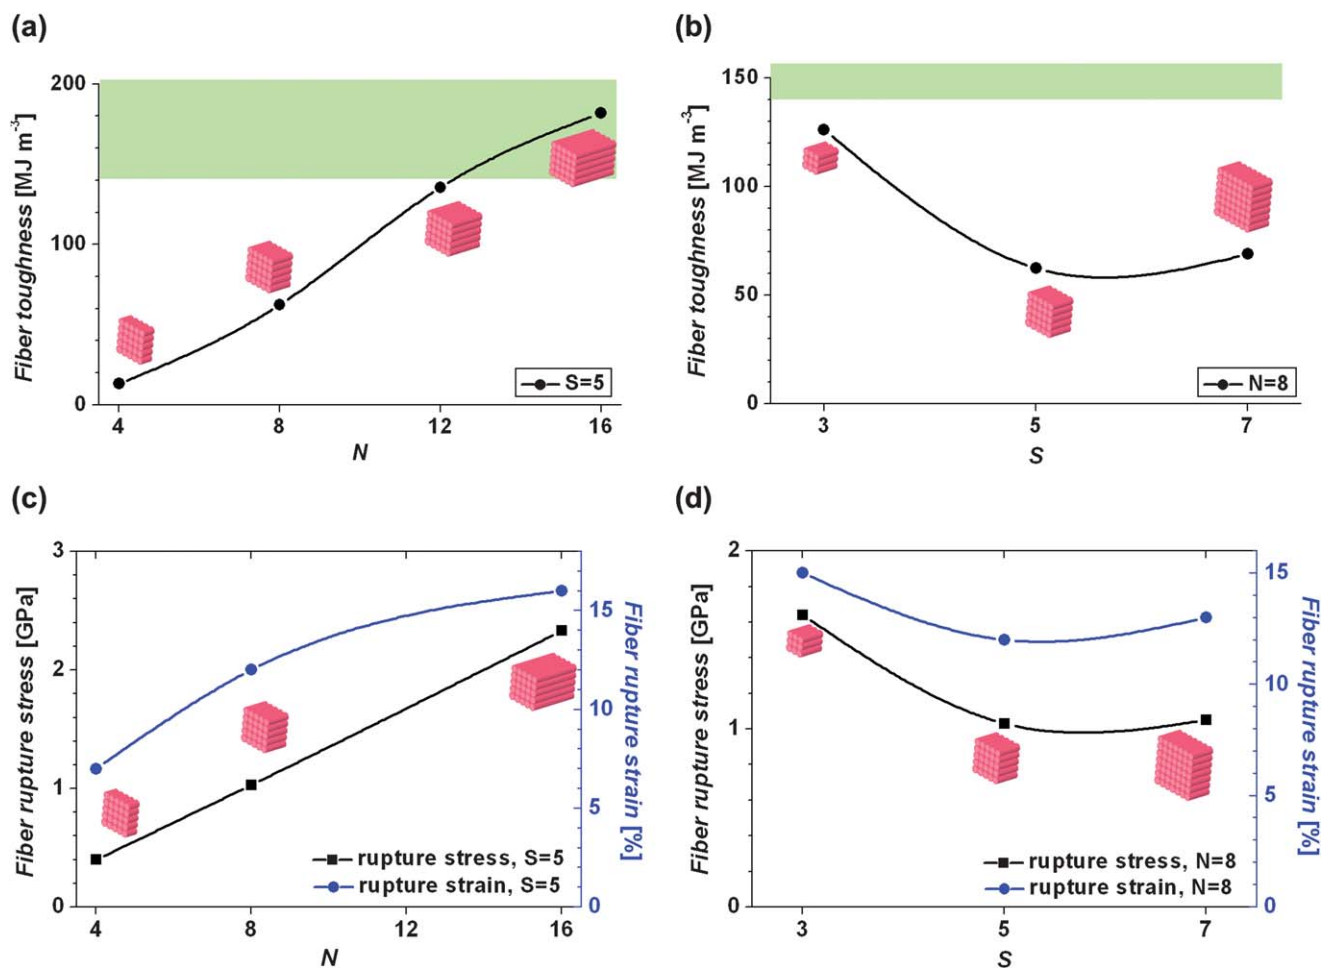 (a)
Fiber toughness [MJ m⁻³]
200
100
0
4 8 12 16
N
S=5
(b)
Fiber toughness [MJ m⁻³]
150
100
50
0
3 5 7
S
N=8
(c)
Fiber rupture stress [GPa]
3
2
1
0
4 8 12 16
N
15
10
5
0
Fiber rupture strain [%]
rupture stress, S=5
rupture strain, S=5
(d)
Fiber rupture stress [GPa]
2
1
0
3 5 7
S
15
10
5
0
Fiber rupture strain [%]
rupture stress, N=8
rupture strain, N=8